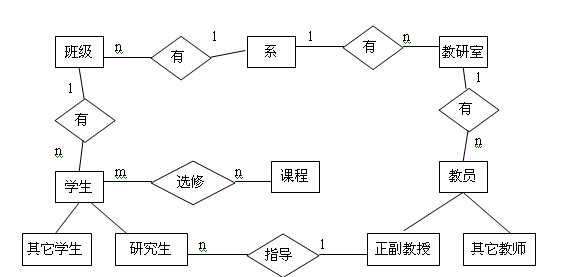 班级 n 有 1 系 1 有 n 教研室
1 1
有 有
n n
学生 m 选修 n 课程 教员
其它学生 研究生 n 指导 1 正副教授 其它教师